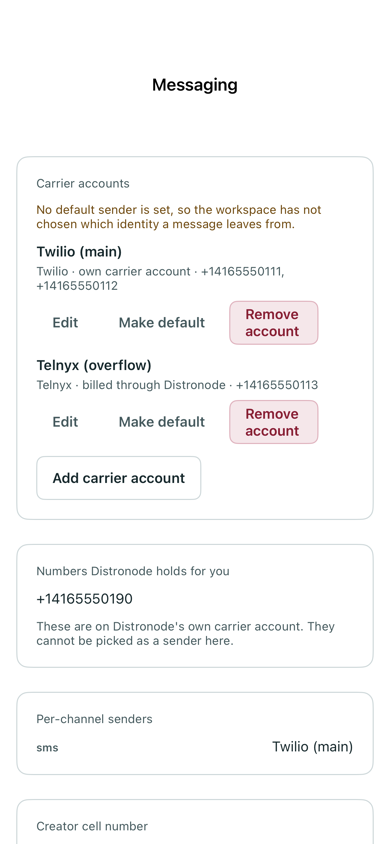 Messaging
Carrier accounts
No default sender is set, so the workspace has not
chosen which identity a message leaves from.
Twilio (main)
Twilio · own carrier account · +14165550111,
+14165550112
Edit
Make default
Remove
account
Telnyx (overflow)
Telnyx · billed through Distronode · +14165550113
Edit
Make default
Remove
account
Add carrier account
Numbers Distronode holds for you
+14165550190
These are on Distronode's own carrier account. They
cannot be picked as a sender here.
Per-channel senders
sms
Twilio (main)
Creator cell number